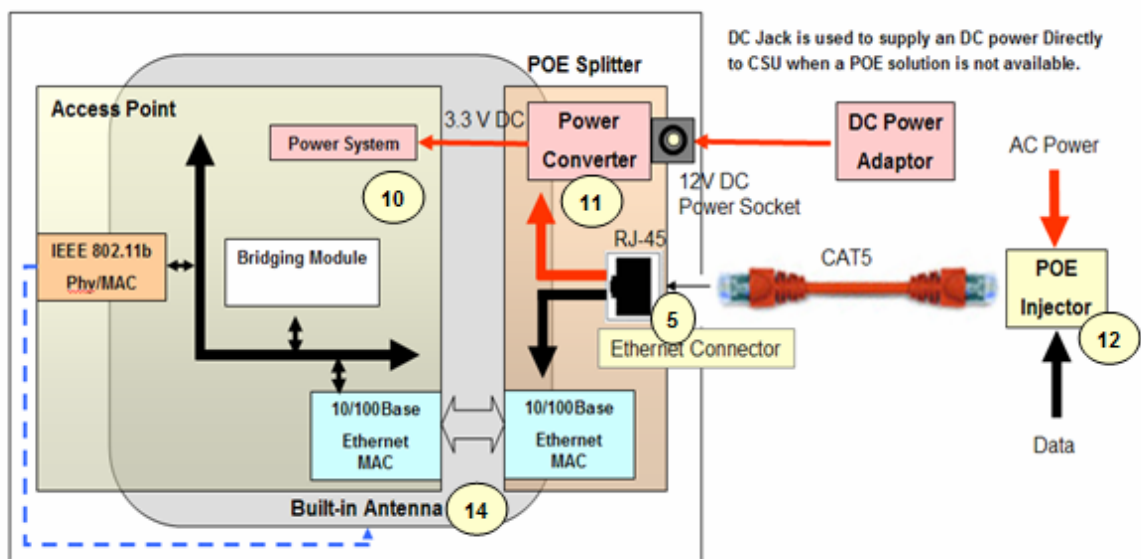 DC Jack is used to supply an DC power Directly
to CSU when a POE solution is not available.
POE Splitter
Access Point
3.3 V DC
Power System
10
Power
Converter
11
DC Power
Adaptor
AC Power
12V DC
Power Socket
IEEE 802.11b
Phy/MAC
Bridging Module
RJ-45
CAT5
POE
Injector
12
5
Ethernet Connector
10/100Base
Ethernet
MAC
10/100Base
Ethernet
MAC
Data
Built-in Antenna
14